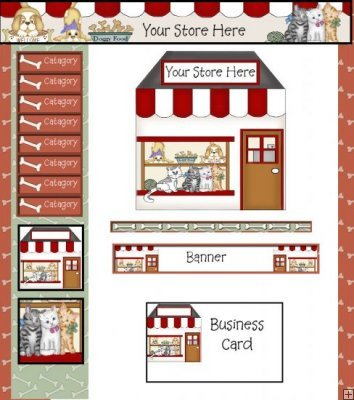 WELCOME
Doggy Food
Your Store Here
Catagory
Catagory
Catagory
Catagory
Catagory
Catagory
Catagory
Catagory
Your Store Here
Banner
Business
Card